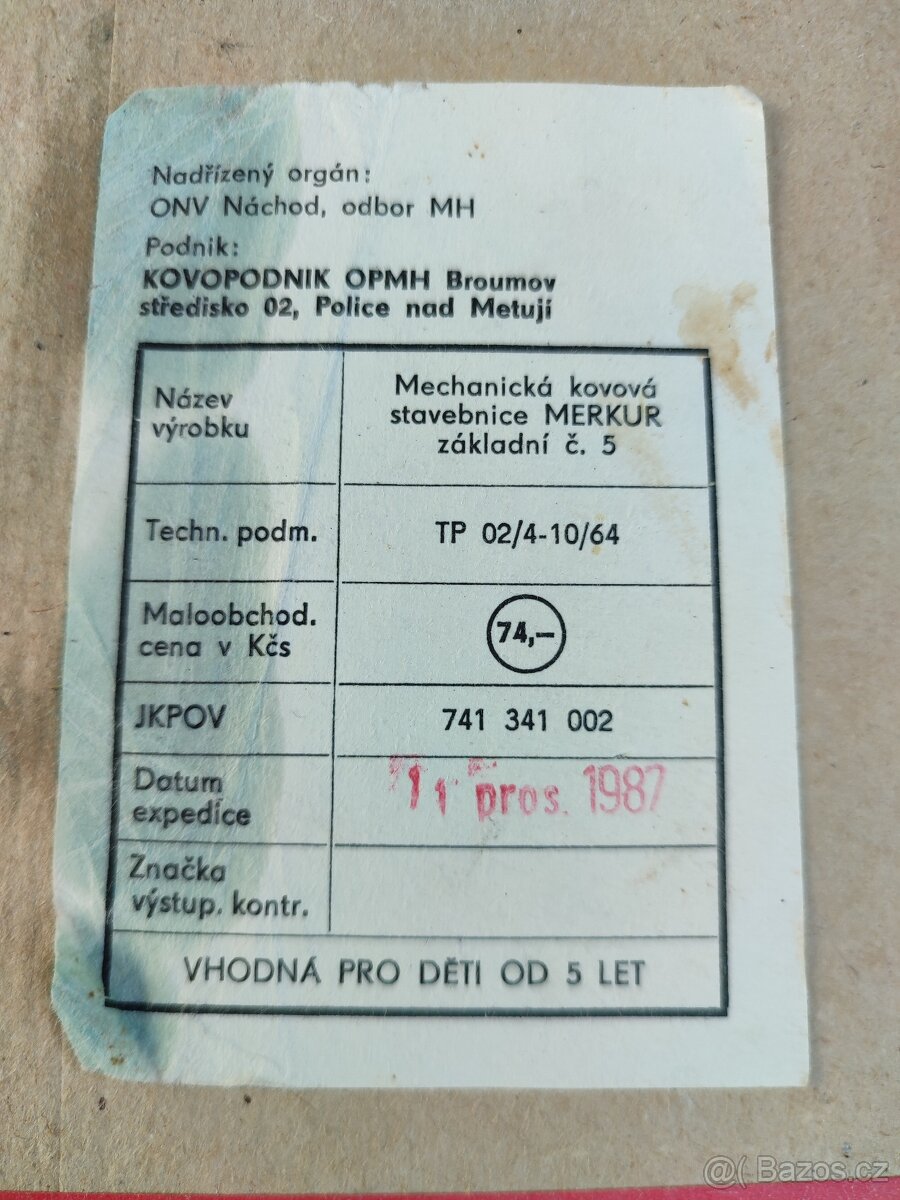 Nadřízený orgán:
ONV Náchod, odbor MH
Podnik:
KOVOPODNIK OPMH Broumov
středisko 02, Police nad Metují
Název
výrobku
Mechanická kovová
stavebnice MERKUR
základní č. 5
Techn. podm.
TP 02/4-10/64
Maloobchod.
cena v Kčs
74,–
JKPOV
741 341 002
Datum
expedice
11 pros. 1987
Značka
výstup. kontr.
VHODNÁ PRO DĚTI OD 5 LET
@( Bazos.cz